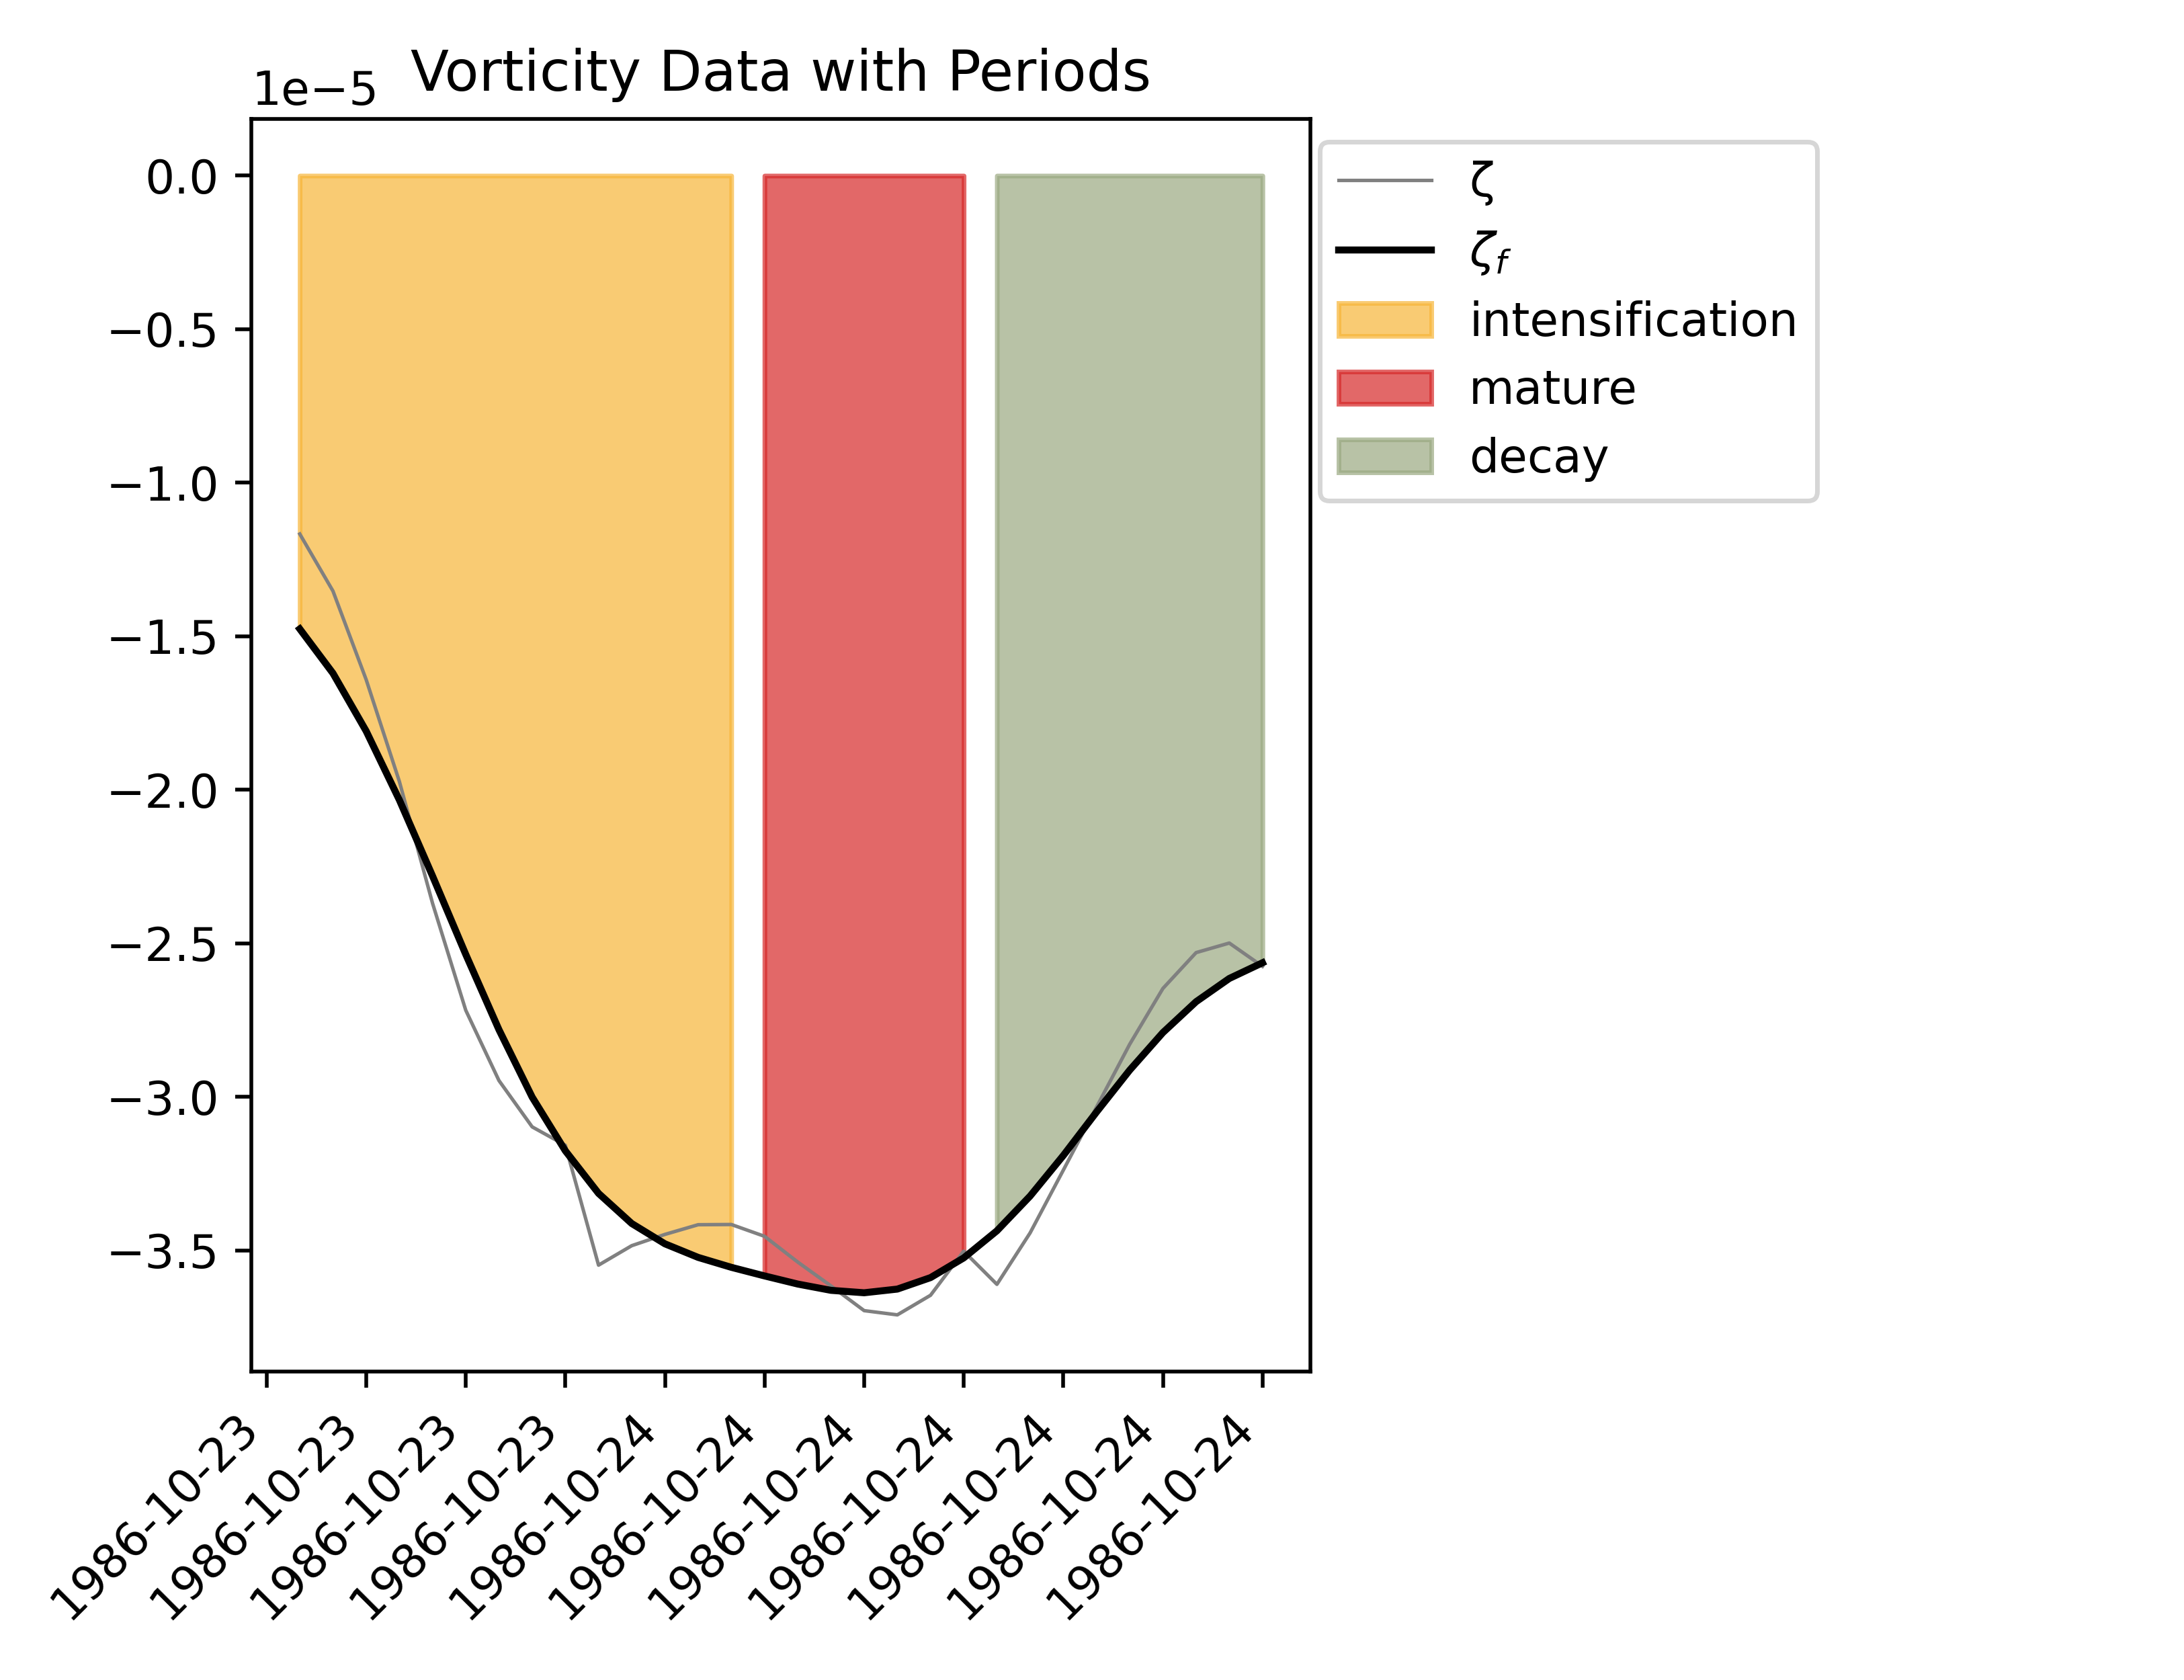 Vorticity Data with Periods
1e−5
0.0
−0.5
−1.0
−1.5
−2.0
−2.5
−3.0
−3.5
1986-10-23
1986-10-23
1986-10-23
1986-10-23
1986-10-24
1986-10-24
1986-10-24
1986-10-24
1986-10-24
1986-10-24
1986-10-24
ζ
ζf
intensification
mature
decay